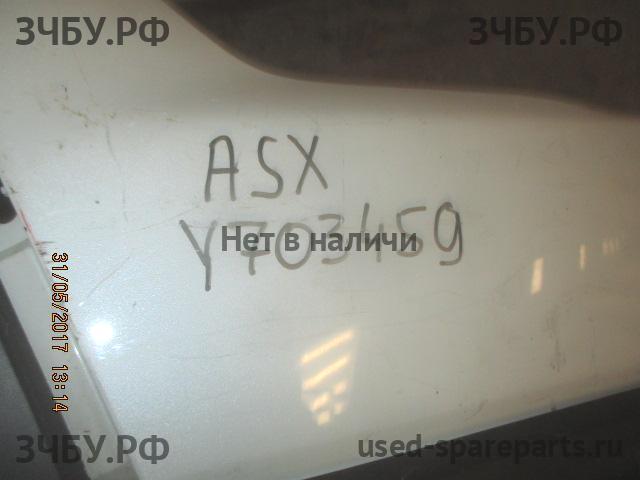 ЗЧБУ.РФ
ЗЧБУ.РФ
ASX
Y703459
Нет в наличи
31/05/2017 13:14
ЗЧБУ.РФ
used-spareparts.ru